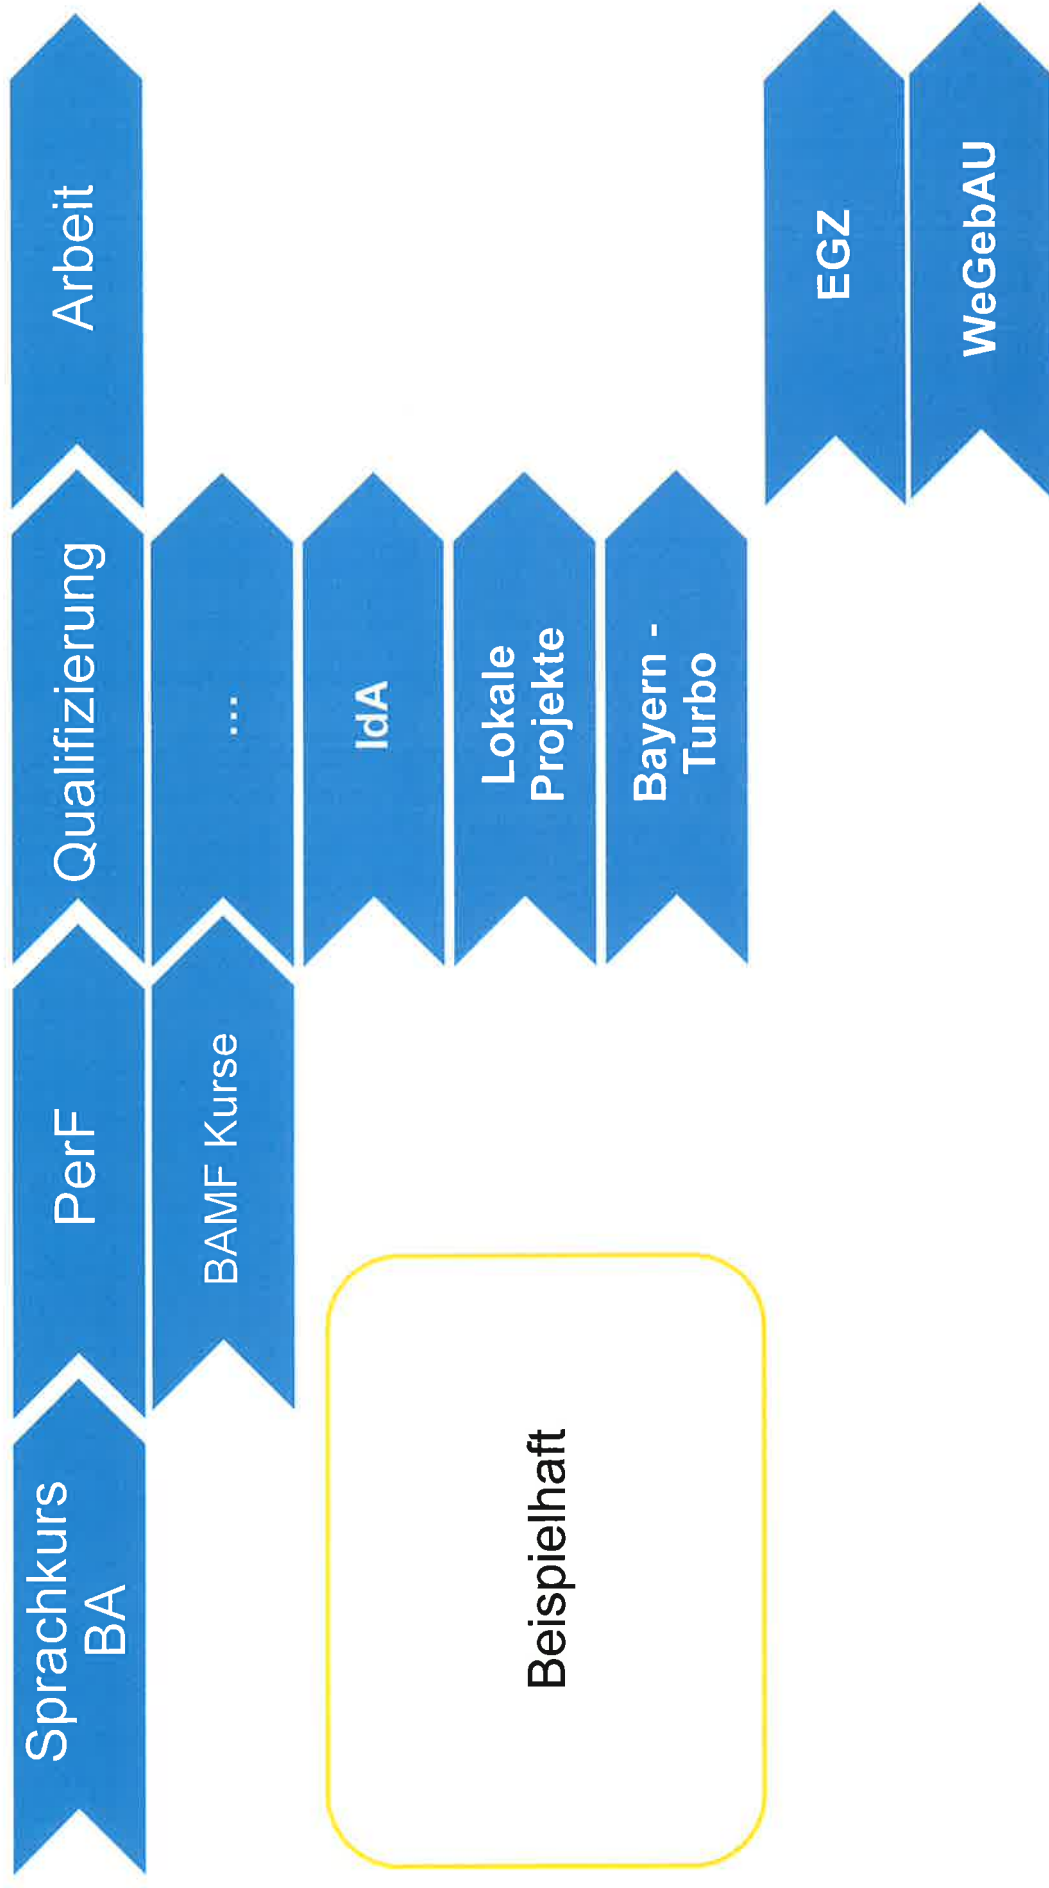 Sprachkurs
BA
PerF
Qualifizierung
Arbeit
BAMF Kurse
...
IdA
Lokale
Projekte
Bayern -
Turbo
EGZ
WeGebAU
Beispielhaft